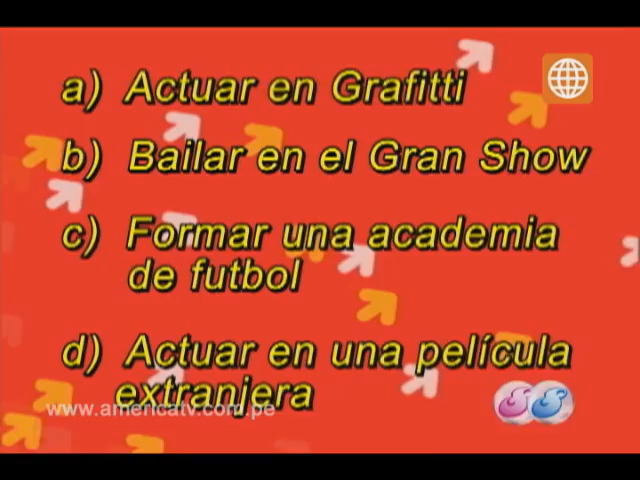 a) Actuar en Grafitti
b) Bailar en el Gran Show
c) Formar una academia
de futbol
d) Actuar en una película
extranjera
www.americatv.com.pe